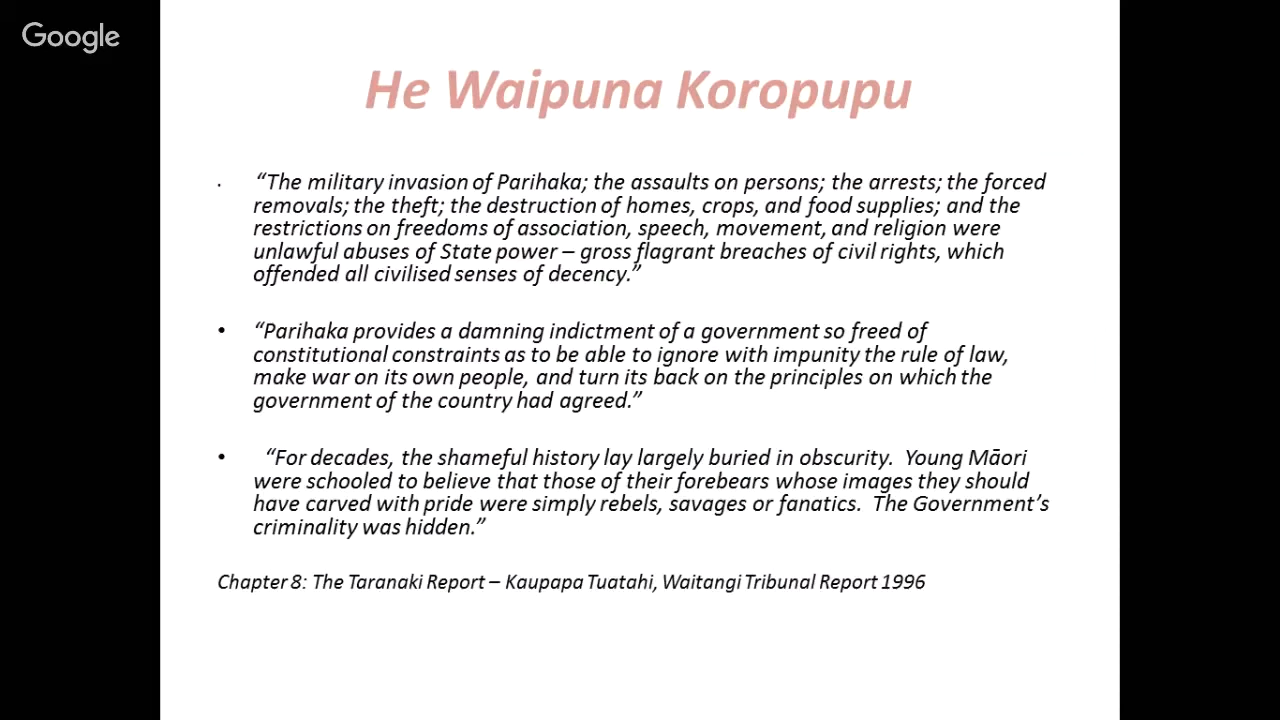 Google
He Waipuna Koropupu
• “The military invasion of Parihaka; the assaults on persons; the arrests; the forced
removals; the theft; the destruction of homes, crops, and food supplies; and the
restrictions on freedoms of association, speech, movement, and religion were
unlawful abuses of State power – gross flagrant breaches of civil rights, which
offended all civilised senses of decency.”
• “Parihaka provides a damning indictment of a government so freed of
constitutional constraints as to be able to ignore with impunity the rule of law,
make war on its own people, and turn its back on the principles on which the
government of the country had agreed.”
• “For decades, the shameful history lay largely buried in obscurity.  Young Māori
were schooled to believe that those of their forebears whose images they should
have carved with pride were simply rebels, savages or fanatics.  The Government’s
criminality was hidden.”
Chapter 8: The Taranaki Report – Kaupapa Tuatahi, Waitangi Tribunal Report 1996